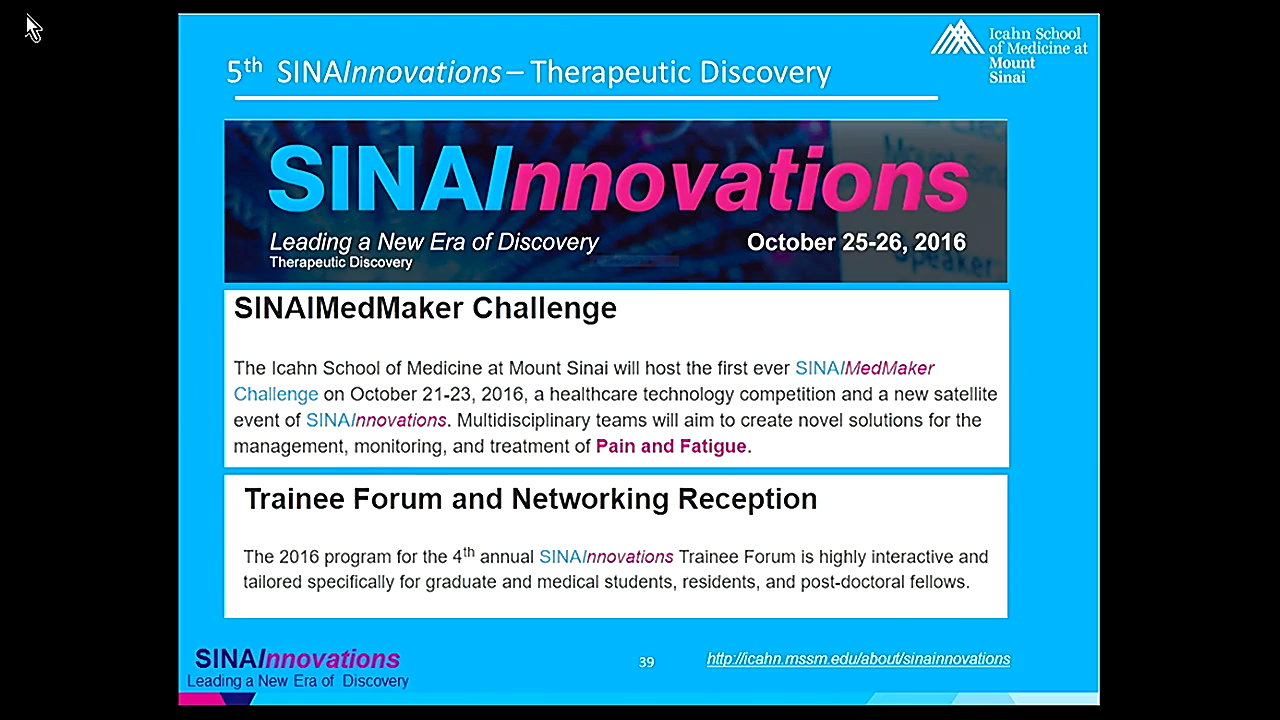 5th SINAInnovations – Therapeutic Discovery
Icahn School
of Medicine at
Mount
Sinai
SINAInnovations
Leading a New Era of Discovery
October 25-26, 2016
Therapeutic Discovery
Speaker
SINAIMedMaker Challenge
The Icahn School of Medicine at Mount Sinai will host the first ever SINAIMedMaker
Challenge on October 21-23, 2016, a healthcare technology competition and a new satellite
event of SINAInnovations. Multidisciplinary teams will aim to create novel solutions for the
management, monitoring, and treatment of Pain and Fatigue.
Trainee Forum and Networking Reception
The 2016 program for the 4th annual SINAInnovations Trainee Forum is highly interactive and
tailored specifically for graduate and medical students, residents, and post-doctoral fellows.
SINAInnovations
Leading a New Era of Discovery
39
http://icahn.mssm.edu/about/sinainnovations